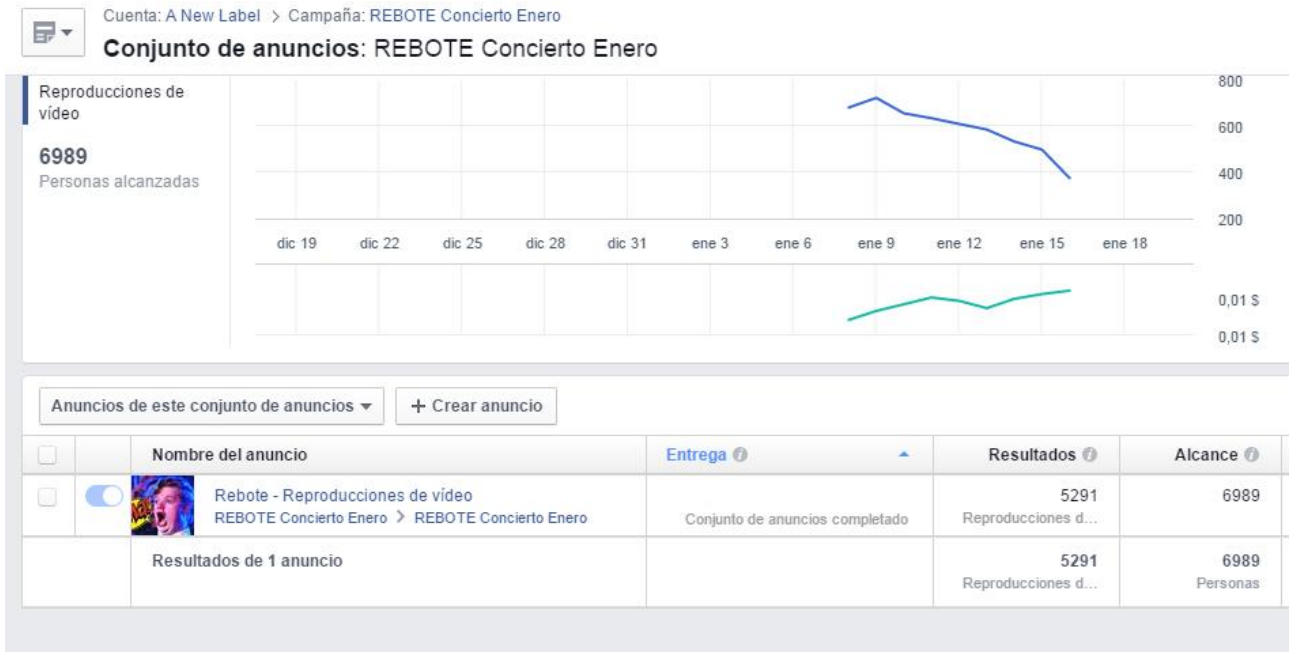 Cuenta: A New Label > Campaña: REBOTE Concierto Enero
Conjunto de anuncios: REBOTE Concierto Enero
Reproducciones de
vídeo
6989
Personas alcanzadas
800
600
400
200
dic 19 dic 22 dic 25 dic 28 dic 31 ene 3 ene 6 ene 9 ene 12 ene 15 ene 18
0,01 $
0,01 $
Anuncios de este conjunto de anuncios + Crear anuncio
Nombre del anuncio Entrega Resultados Alcance
Rebote - Reproducciones de vídeo 5291 6989
REBOTE Concierto Enero > REBOTE Concierto Enero Conjunto de anuncios completado Reproducciones d...
Resultados de 1 anuncio 5291 6989
Reproducciones d... Personas